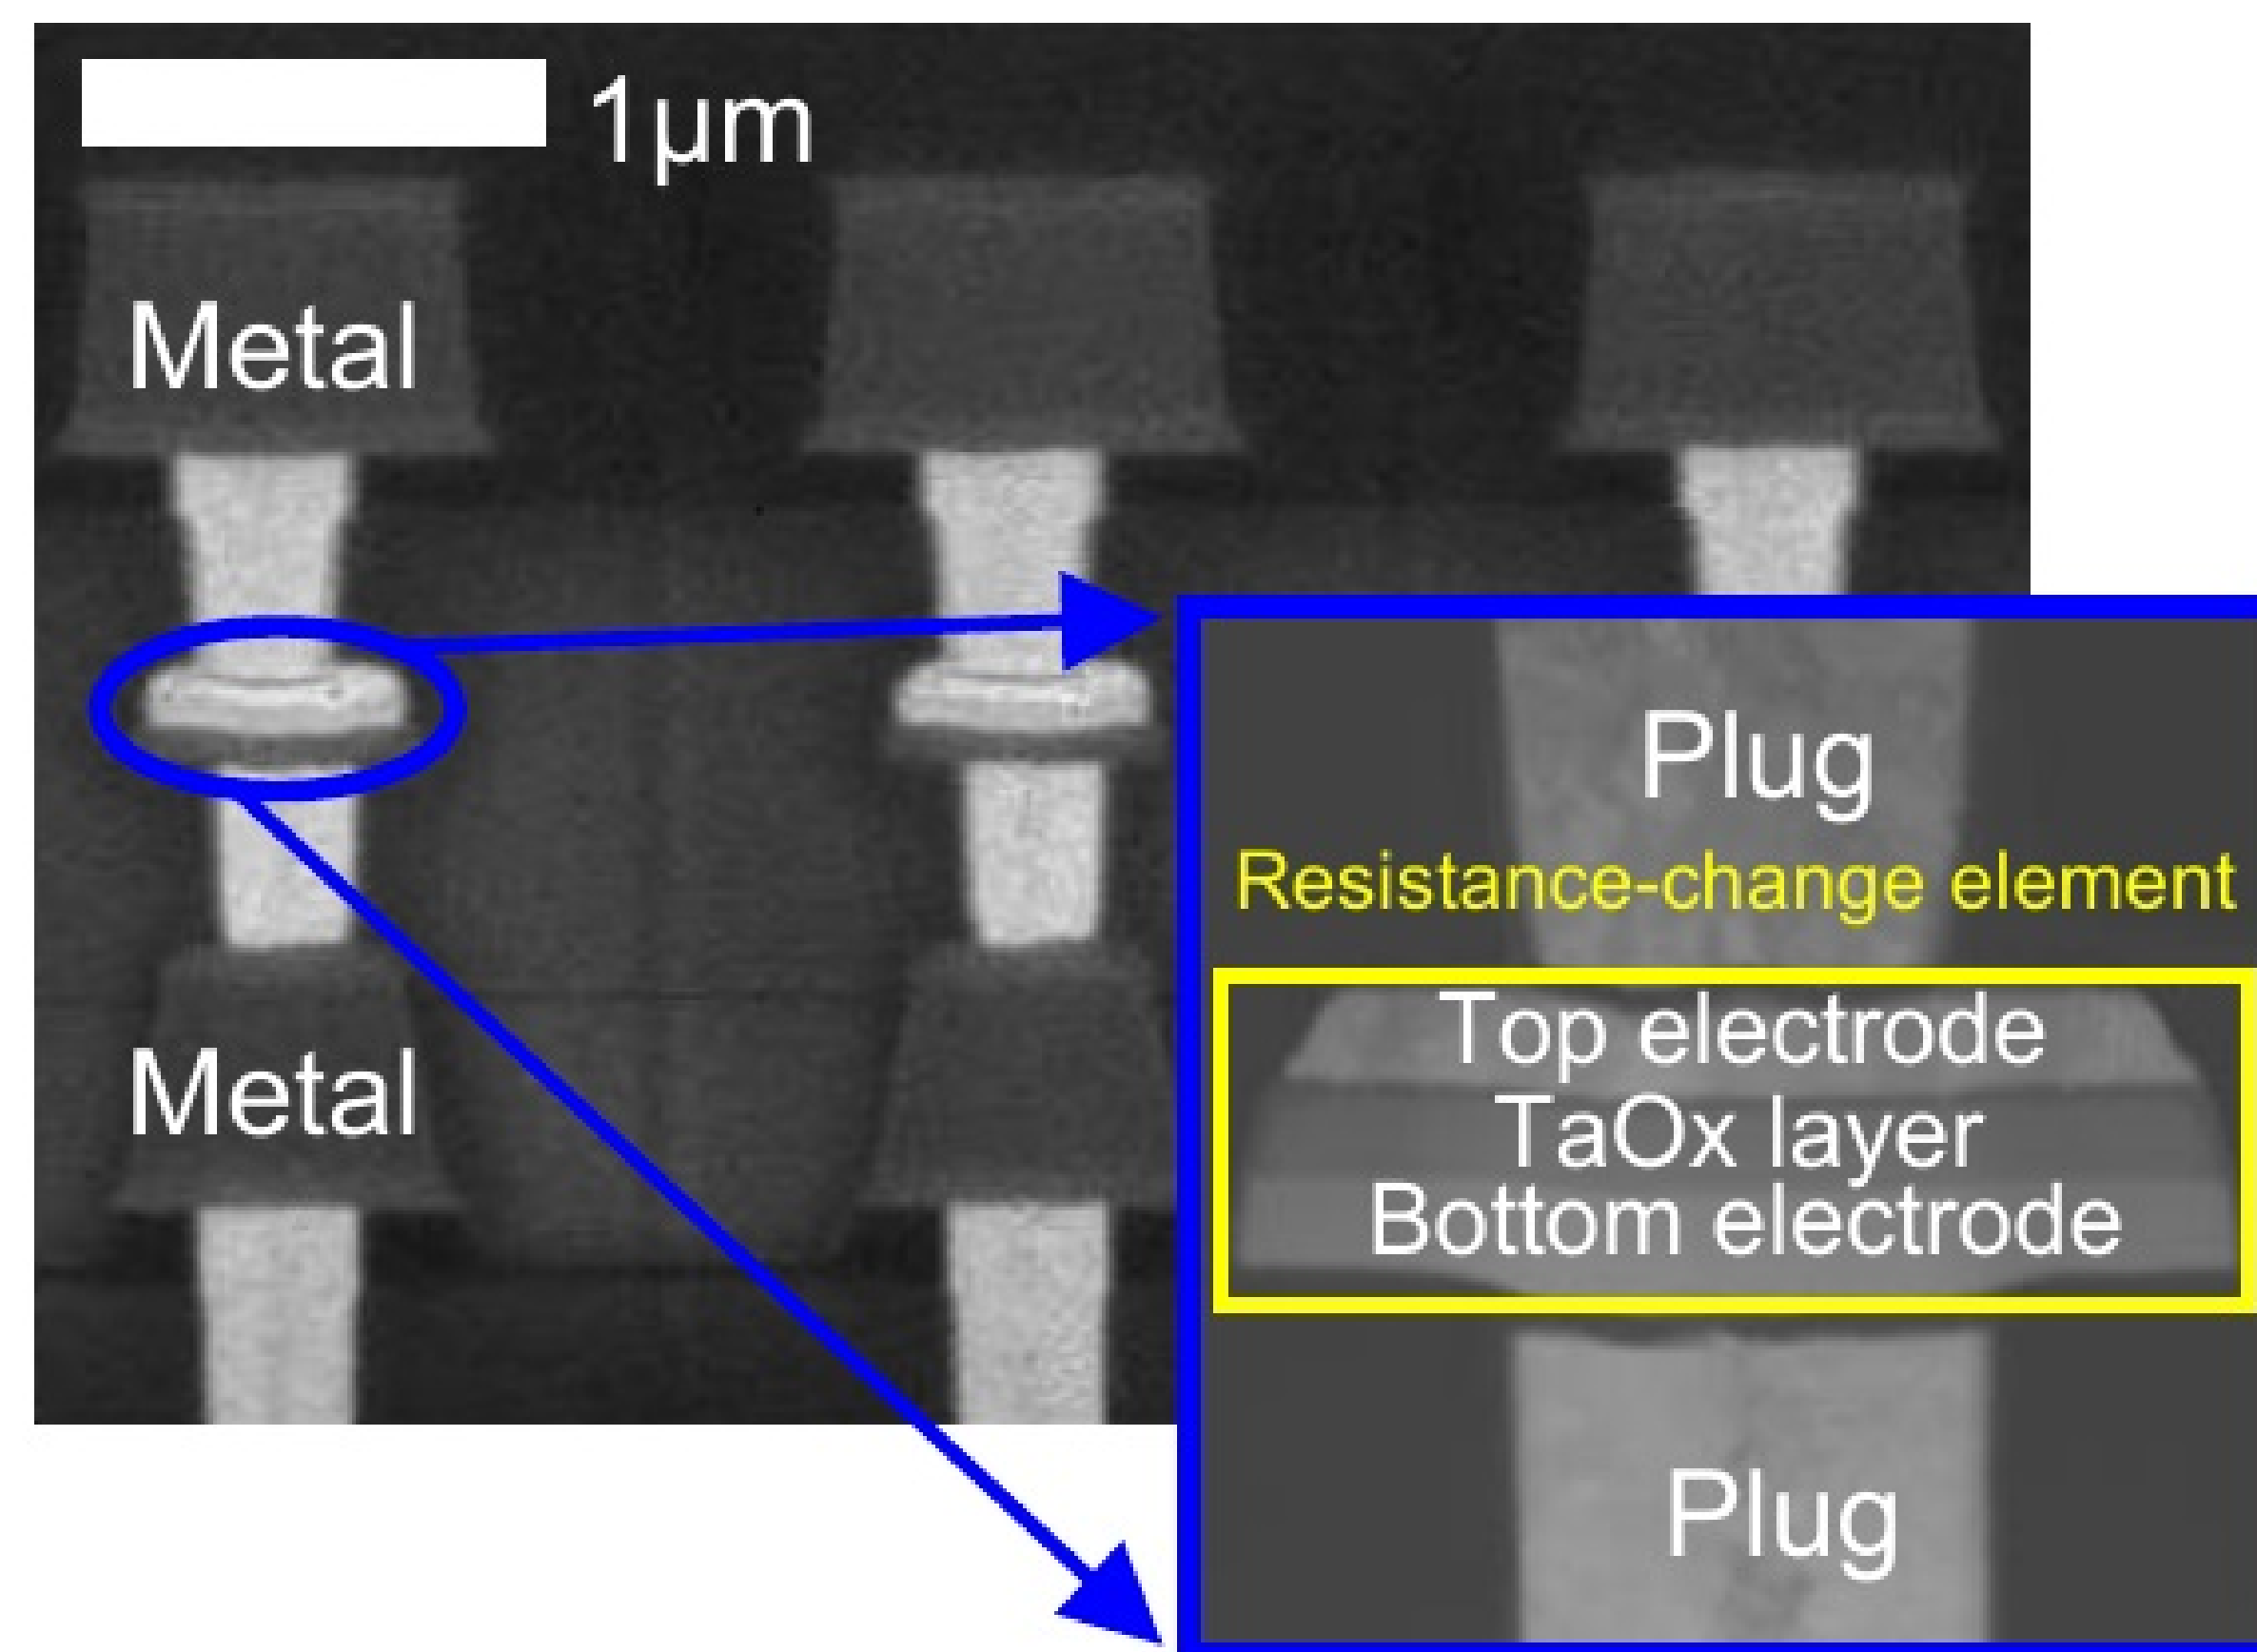 1μm
Metal
Metal
Plug
Resistance-change element
Top electrode
TaOx layer
Bottom electrode
Plug